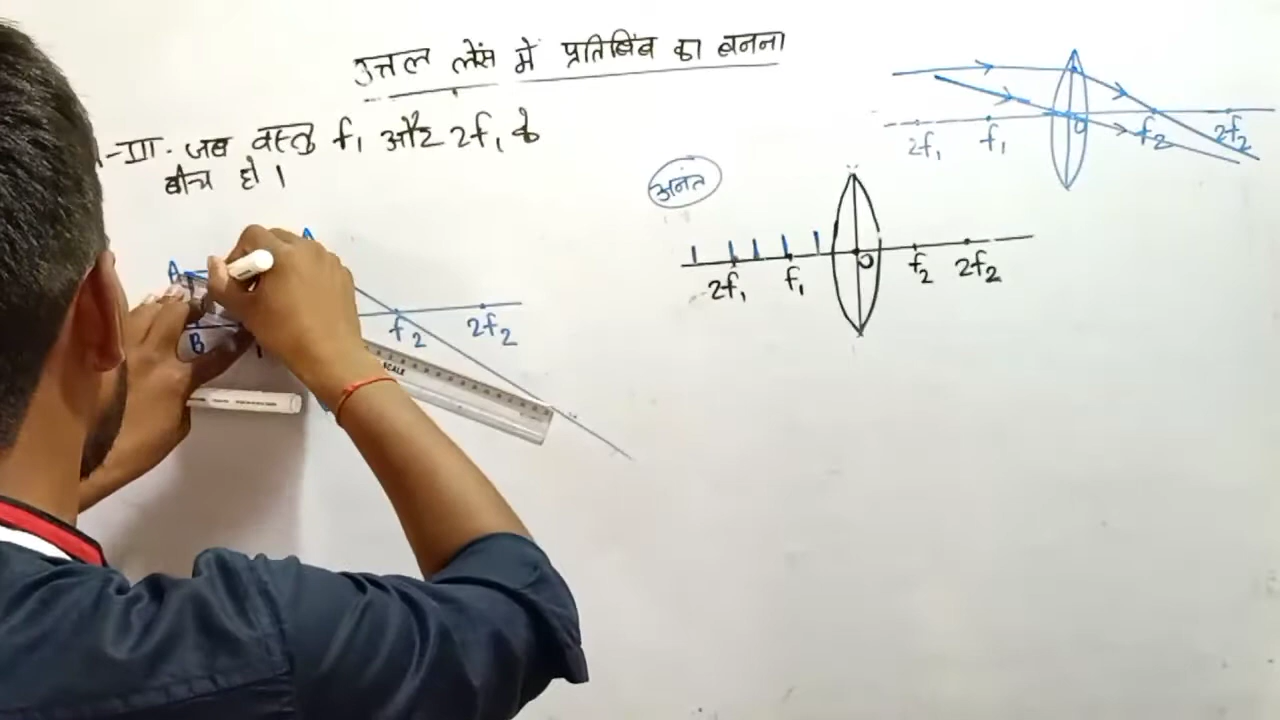 उत्तल लेंस में प्रतिबिंब का बनना
-III. जब वस्तु f₁ और 2f₁ के
बीच हो ।
2f₁ f₁ O f₂ 2f₂
अनंत
2f₁ f₁ O f₂ 2f₂
A
A
B
f₂ 2f₂
SCALE